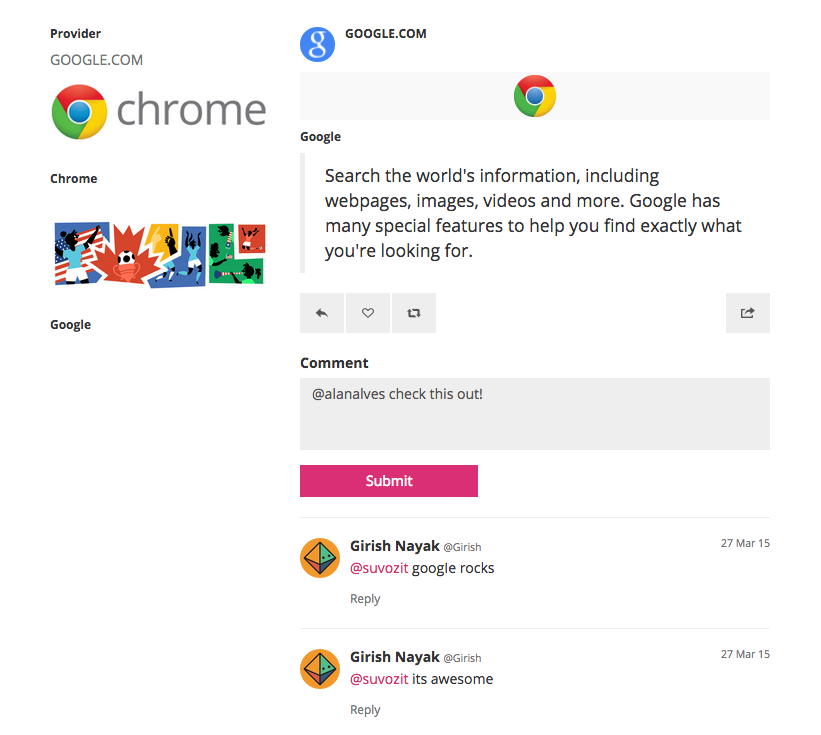 Provider
GOOGLE.COM
chrome
Chrome
Google
GOOGLE.COM
Google
Search the world's information, including
webpages, images, videos and more. Google has
many special features to help you find exactly what
you're looking for.
Comment
@alanalves check this out!
Submit
Girish Nayak @Girish 27 Mar 15
@suvozit google rocks
Reply
Girish Nayak @Girish 27 Mar 15
@suvozit its awesome
Reply